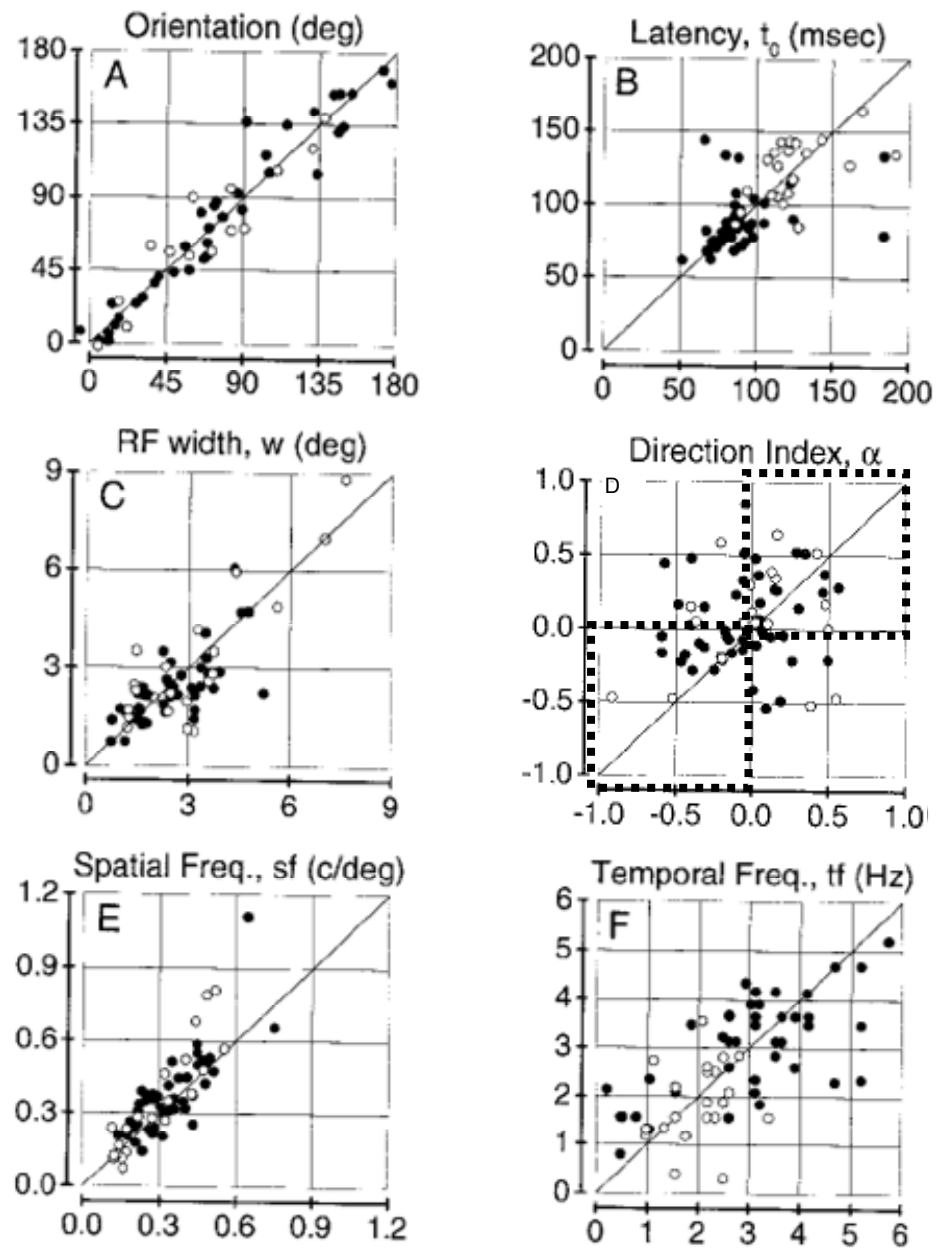 Orientation (deg)
A
180
135
90
45
0
0 45 90 135 180
Latency, t0 (msec)
B
200
150
100
50
0
0 50 100 150 200
RF width, w (deg)
C
9
6
3
0
0 3 6 9
Direction Index, α
D
1.0
0.5
0.0
-0.5
-1.0
-1.0 -0.5 0.0 0.5 1.0
Spatial Freq., sf (c/deg)
E
1.2
0.9
0.6
0.3
0.0
0.0 0.3 0.6 0.9 1.2
Temporal Freq., tf (Hz)
F
6
5
4
3
2
1
0
0 1 2 3 4 5 6